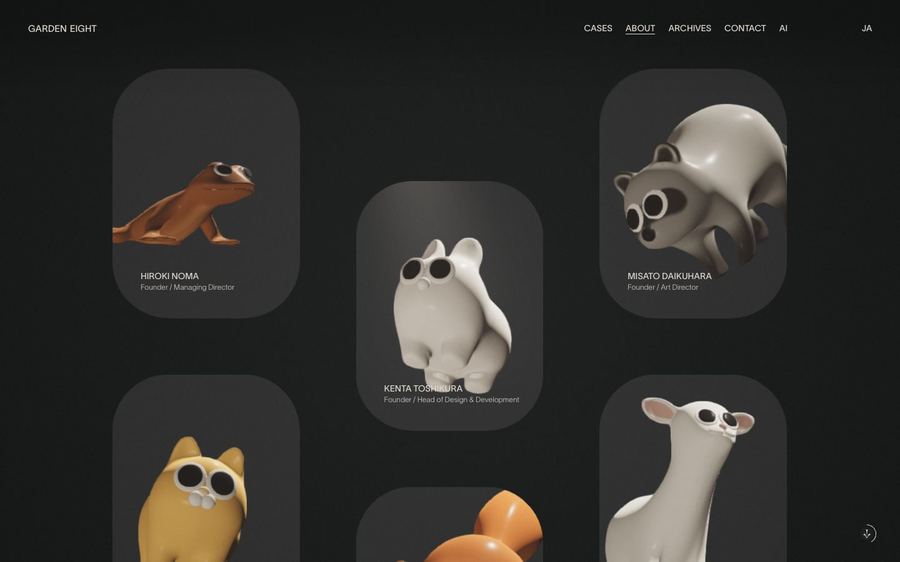 GARDEN EIGHT
CASES
ABOUT
ARCHIVES
CONTACT
AI
JA
HIROKI NOMA
Founder / Managing Director
MISATO DAIKUHARA
Founder / Art Director
KENTA TOSHIKURA
Founder / Head of Design & Development